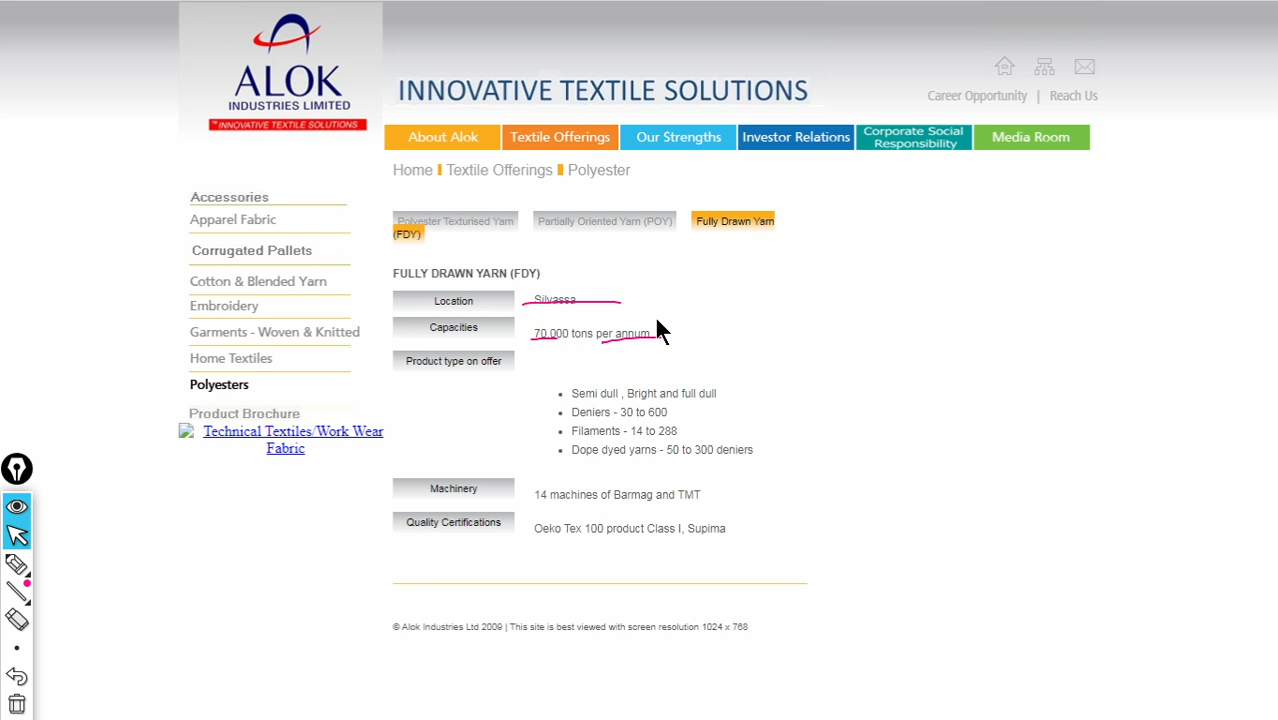 ALOK
INDUSTRIES LIMITED
INNOVATIVE TEXTILE SOLUTIONS
INNOVATIVE TEXTILE SOLUTIONS
Career Opportunity | Reach Us
About Alok
Textile Offerings
Our Strengths
Investor Relations
Corporate Social
Responsibility
Media Room
Home Textile Offerings Polyester
Accessories
Apparel Fabric
Corrugated Pallets
Cotton & Blended Yarn
Embroidery
Garments - Woven & Knitted
Home Textiles
Polyesters
Product Brochure
Technical Textiles/Work Wear
Fabric
Polyester Texturised Yarn
Partially Oriented Yarn (POY)
Fully Drawn Yarn
(FDY)
FULLY DRAWN YARN (FDY)
Location
Silvassa
Capacities
70,000 tons per annum
Product type on offer
• Semi dull , Bright and full dull
• Deniers - 30 to 600
• Filaments - 14 to 288
• Dope dyed yarns - 50 to 300 deniers
Machinery
14 machines of Barmag and TMT
Quality Certifications
Oeko Tex 100 product Class I, Supima
© Alok Industries Ltd 2009 | This site is best viewed with screen resolution 1024 x 768